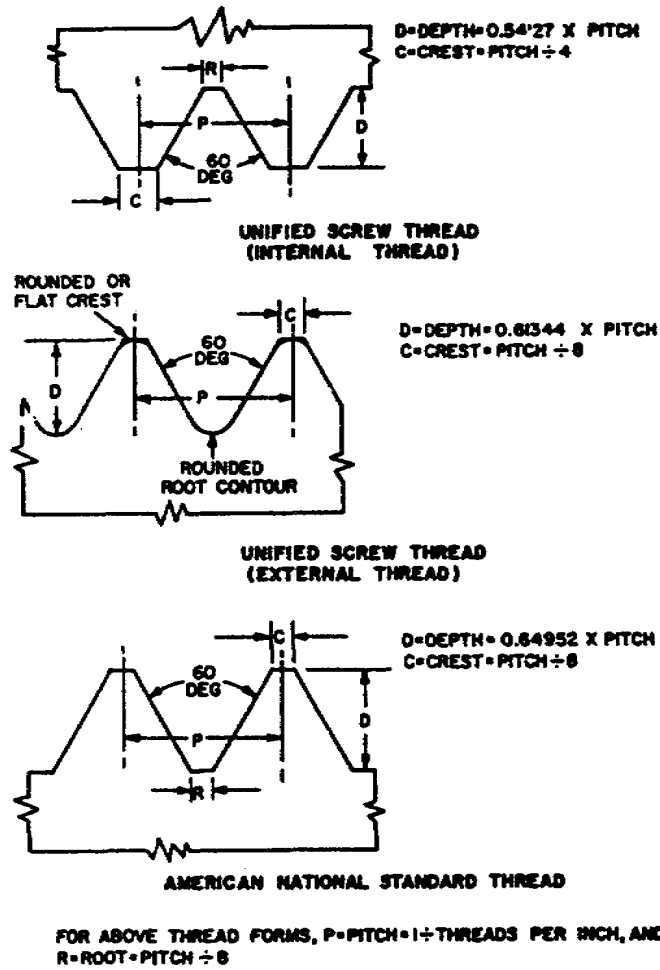 D=DEPTH=0.54127 X PITCH
C=CREST=PITCH÷4
R
P
D
60
DEG
C
UNIFIED SCREW THREAD
(INTERNAL THREAD)
ROUNDED OR
FLAT CREST
C
D=DEPTH=0.61344 X PITCH
C=CREST=PITCH÷8
60
DEG
D
P
ROUNDED
ROOT CONTOUR
UNIFIED SCREW THREAD
(EXTERNAL THREAD)
C
D=DEPTH=0.64952 X PITCH
C=CREST=PITCH÷8
60
DEG
D
P
R
AMERICAN NATIONAL STANDARD THREAD
FOR ABOVE THREAD FORMS, P=PITCH=1÷THREADS PER INCH, AND
R=ROOT=PITCH÷8